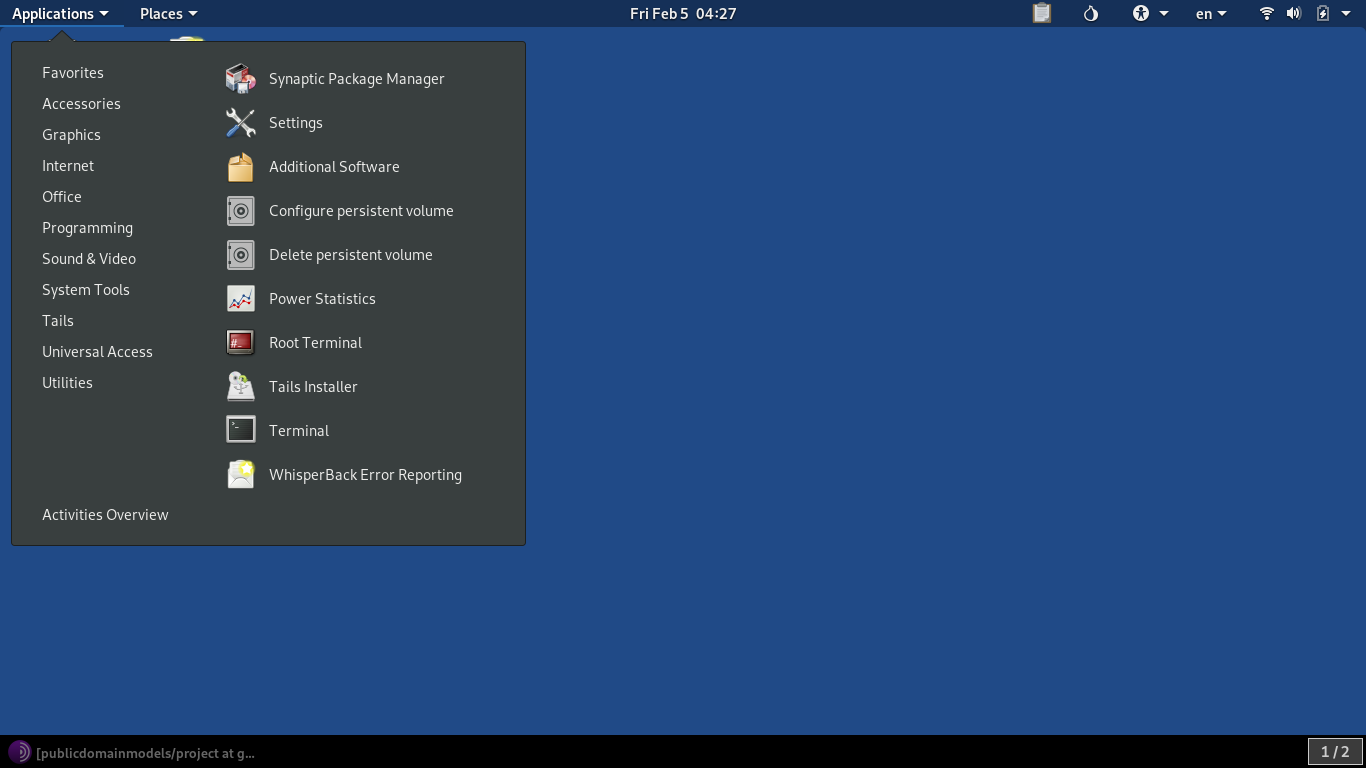 Applications Places Fri Feb 5 04:27 en
Favorites
Accessories
Graphics
Internet
Office
Programming
Sound & Video
System Tools
Tails
Universal Access
Utilities
Activities Overview
Synaptic Package Manager
Settings
Additional Software
Configure persistent volume
Delete persistent volume
Power Statistics
Root Terminal
Tails Installer
Terminal
WhisperBack Error Reporting
[publicdomainmodels/project at g... 1 / 2